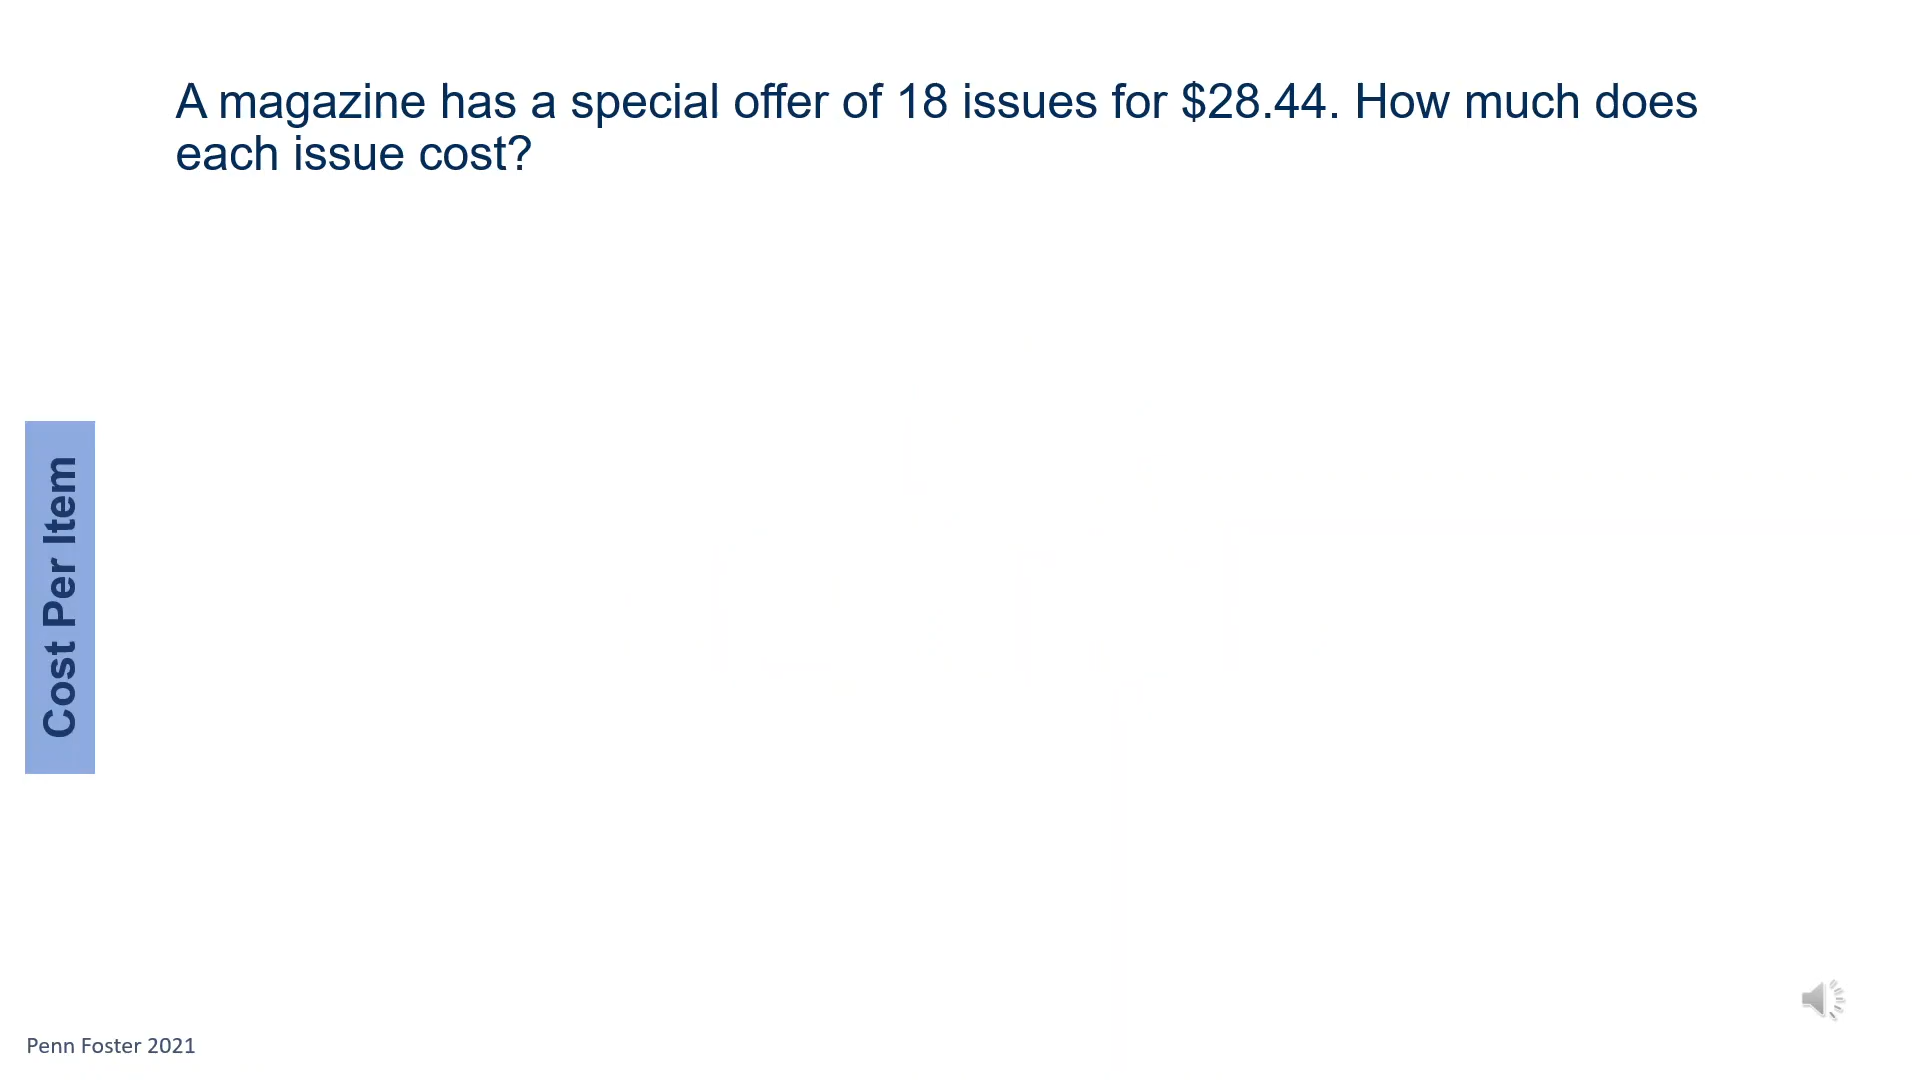 A magazine has a special offer of 18 issues for $28.44. How much does
each issue cost?
Cost Per Item
Penn Foster 2021